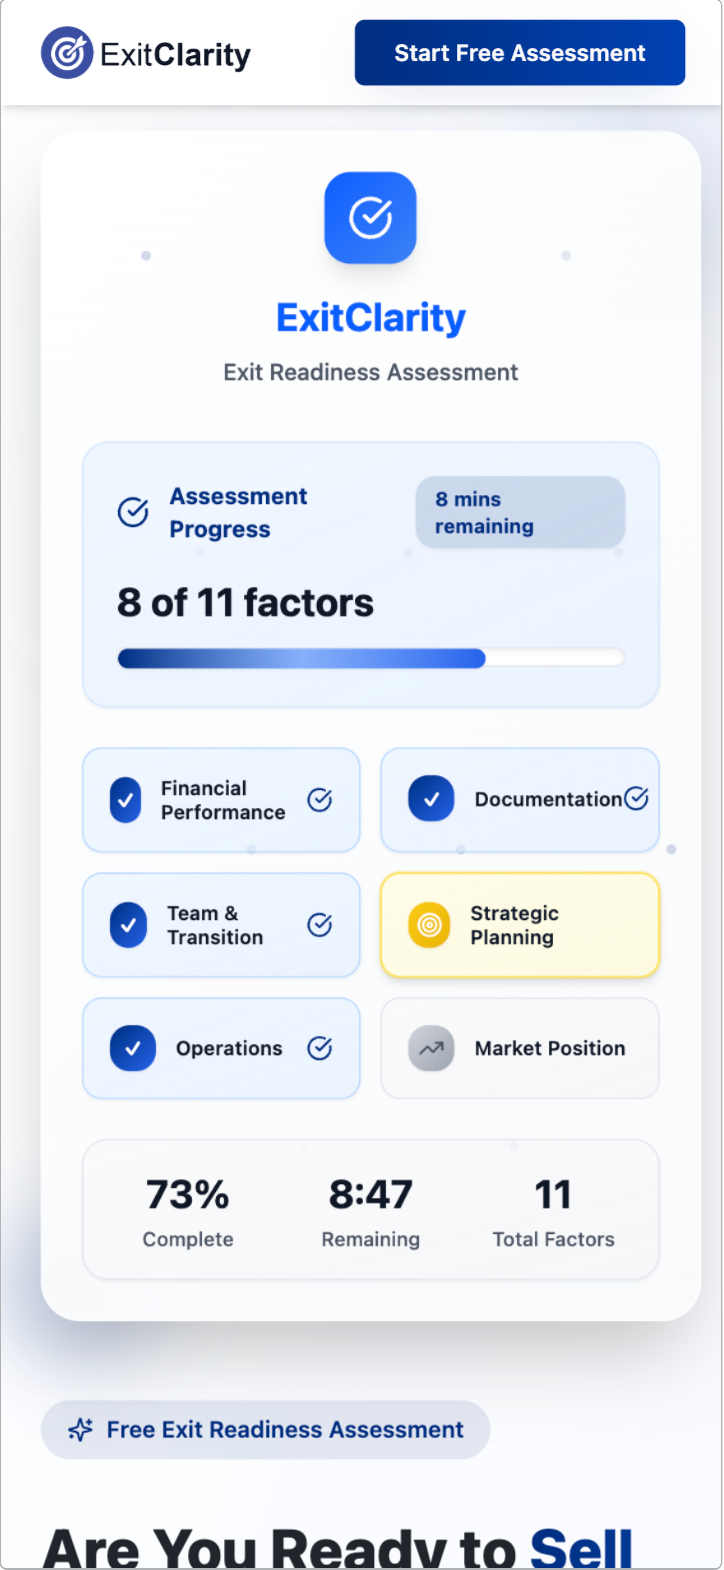 ExitClarity
Start Free Assessment
ExitClarity
Exit Readiness Assessment
Assessment
Progress
8 mins
remaining
8 of 11 factors
Financial
Performance
Documentation
Team &
Transition
Strategic
Planning
Operations
Market Position
73%
Complete
8:47
Remaining
11
Total Factors
Free Exit Readiness Assessment
Are You Ready to Sell